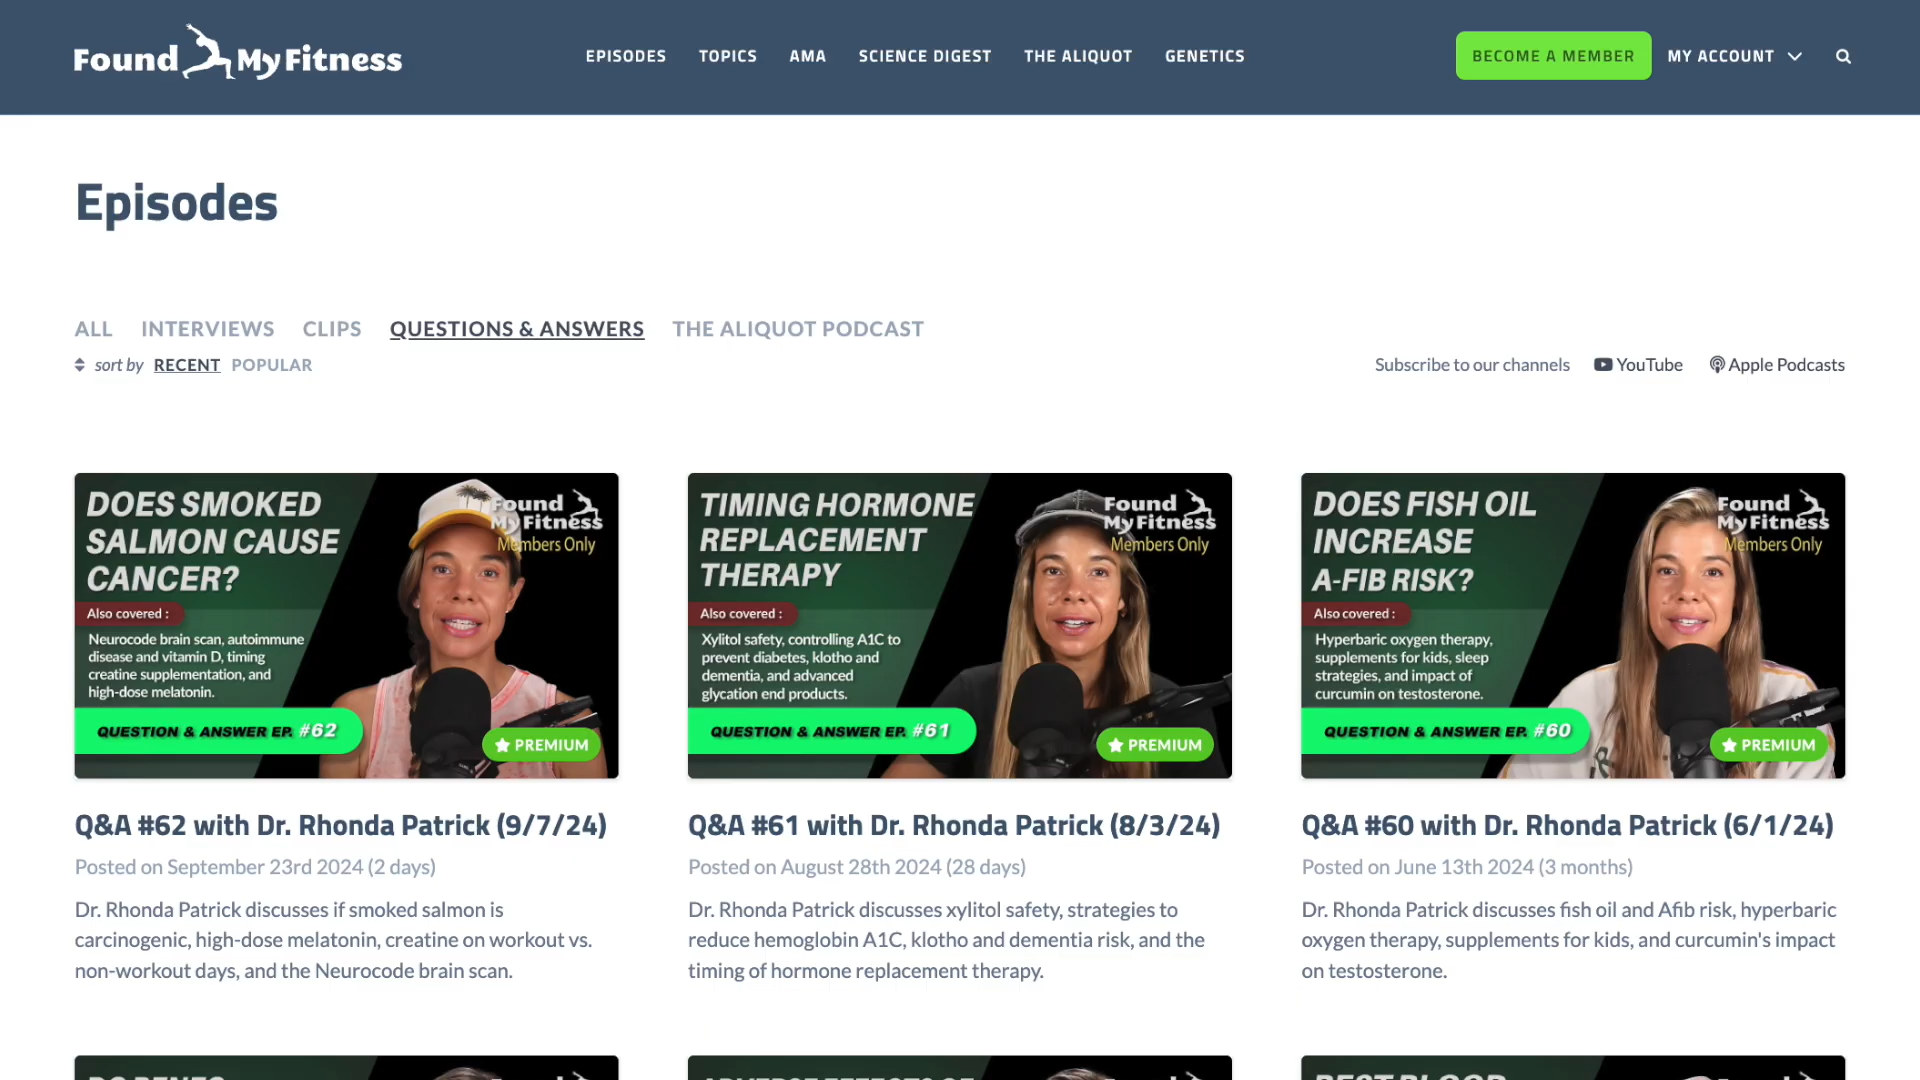 Found My Fitness
EPISODES TOPICS AMA SCIENCE DIGEST THE ALIQUOT GENETICS
BECOME A MEMBER
MY ACCOUNT
Episodes
ALL INTERVIEWS CLIPS QUESTIONS & ANSWERS THE ALIQUOT PODCAST
sort by RECENT POPULAR
Subscribe to our channels YouTube Apple Podcasts
DOES SMOKED
SALMON CAUSE
CANCER?
Found
My Fitness
Members Only
Also covered :
Neurocode brain scan, autoimmune
disease and vitamin D, timing
creatine supplementation, and
high-dose melatonin.
QUESTION & ANSWER EP. #62
PREMIUM
Q&A #62 with Dr. Rhonda Patrick (9/7/24)
Posted on September 23rd 2024 (2 days)
Dr. Rhonda Patrick discusses if smoked salmon is
carcinogenic, high-dose melatonin, creatine on workout vs.
non-workout days, and the Neurocode brain scan.
TIMING HORMONE
REPLACEMENT
THERAPY
Found
My Fitness
Members Only
Also covered :
Xylitol safety, controlling A1C to
prevent diabetes, klotho and
dementia, and advanced
glycation end products.
QUESTION & ANSWER EP. #61
PREMIUM
Q&A #61 with Dr. Rhonda Patrick (8/3/24)
Posted on August 28th 2024 (28 days)
Dr. Rhonda Patrick discusses xylitol safety, strategies to
reduce hemoglobin A1C, klotho and dementia risk, and the
timing of hormone replacement therapy.
DOES FISH OIL
INCREASE
A-FIB RISK?
Found
My Fitness
Members Only
Also covered :
Hyperbaric oxygen therapy,
supplements for kids, sleep
strategies, and impact of
curcumin on testosterone.
QUESTION & ANSWER EP. #60
PREMIUM
Q&A #60 with Dr. Rhonda Patrick (6/1/24)
Posted on June 13th 2024 (3 months)
Dr. Rhonda Patrick discusses fish oil and Afib risk, hyperbaric
oxygen therapy, supplements for kids, and curcumin's impact
on testosterone.
ADVERSE EFFECTS OF
BEST BLOOD